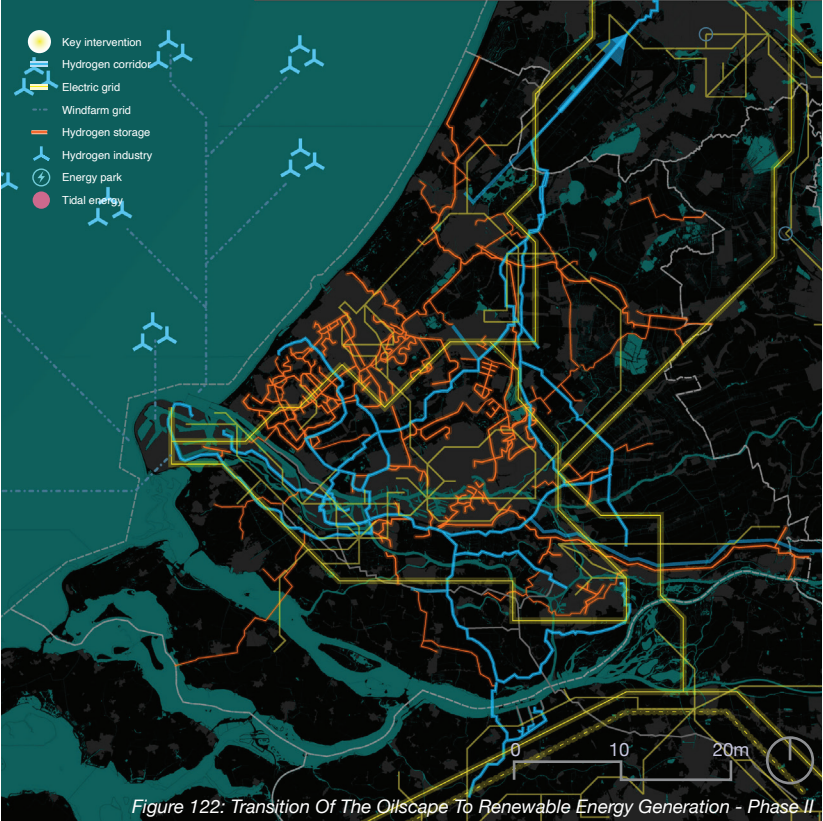 Key intervention
Hydrogen corridor
Electric grid
Windfarm grid
Hydrogen storage
Hydrogen industry
Energy park
Tidal energy
0 10 20m
Figure 122: Transition Of The Oilscape To Renewable Energy Generation - Phase II